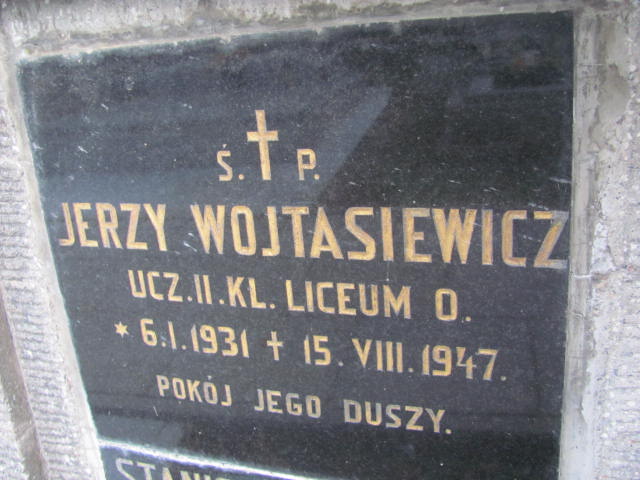 Ś. P.
JERZY WOJTASIEWICZ
UCZ.II.KL. LICEUM O.
* 6.I.1931 ✝ 15.VIII.1947.
POKÓJ JEGO DUSZY.